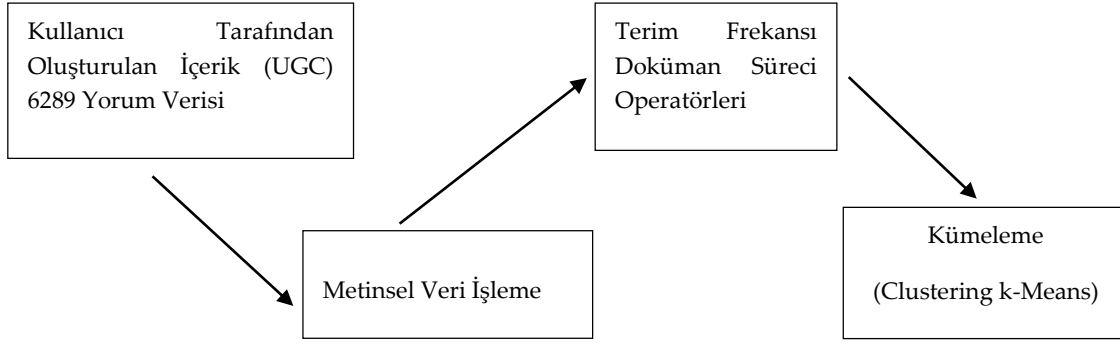 Kullanıcı Tarafından
Oluşturulan İçerik (UGC)
6289 Yorum Verisi
Metinsel Veri İşleme
Terim Frekansı
Doküman Süreci
Operatörleri
Kümeleme
(Clustering k-Means)